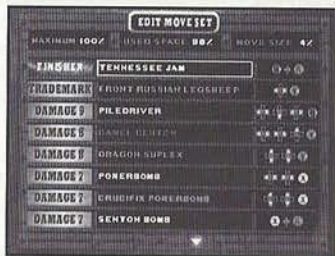 EDIT MOVE SET
MAXIMUM 100% USED SPACE 98% MOVE SIZE 4%
FINISHER TENNESSEE JAM
TRADEMARK FRONT RUSSIAN LEGSWEEP
DAMAGE 9 PILEDRIVER
DAMAGE 8 CLUTCH
DAMAGE 8 DRAGON SUPLEX
DAMAGE 7 POWERBOMB
DAMAGE 7 CRUCIFIX POWERBOMB
DAMAGE 7 SENTON BOMB